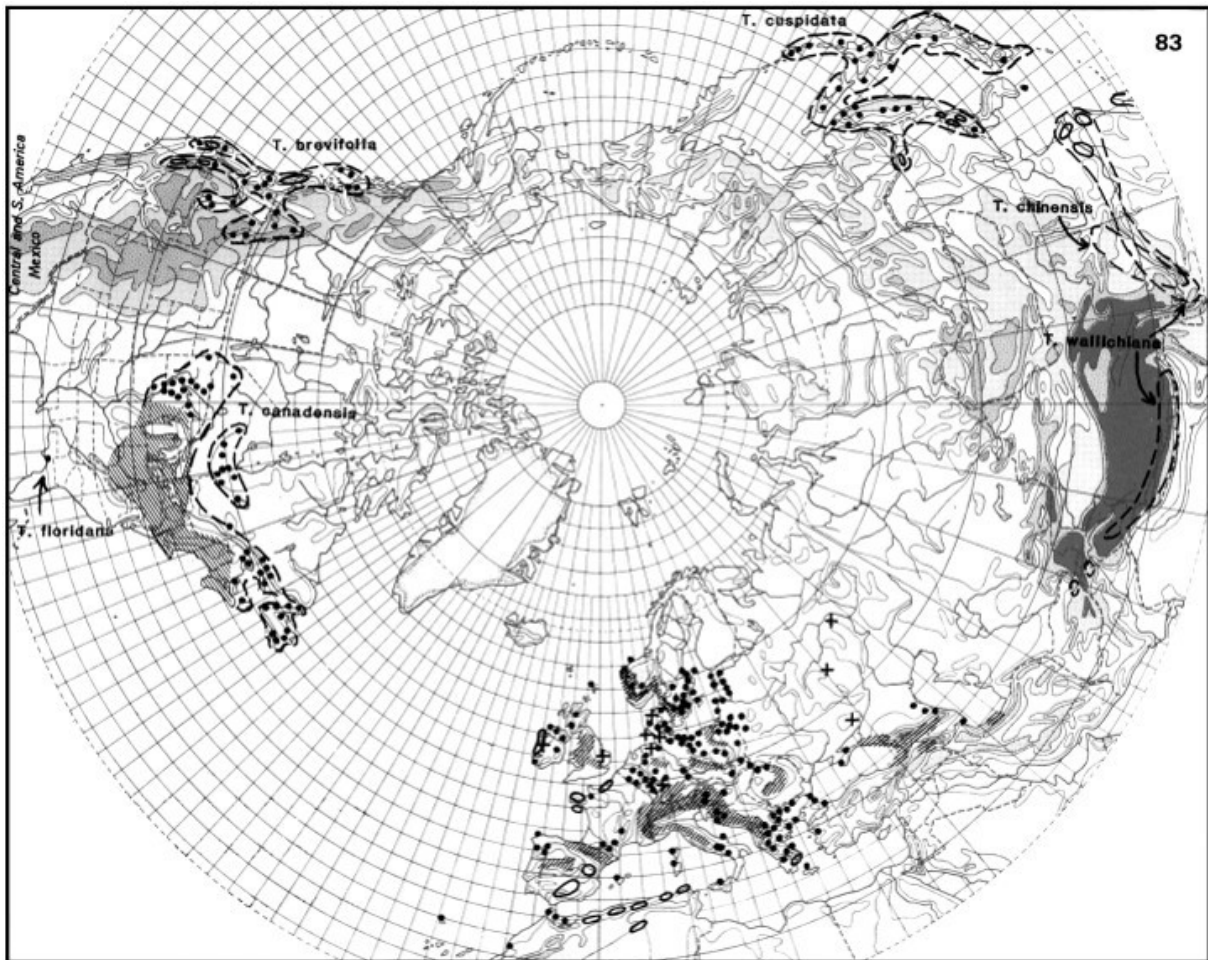 T. cuspidata
83
T. brevifolia
Central and S. America
Mexico
T. chinensis
T. wallichiana
T. canadensis
T. floridana